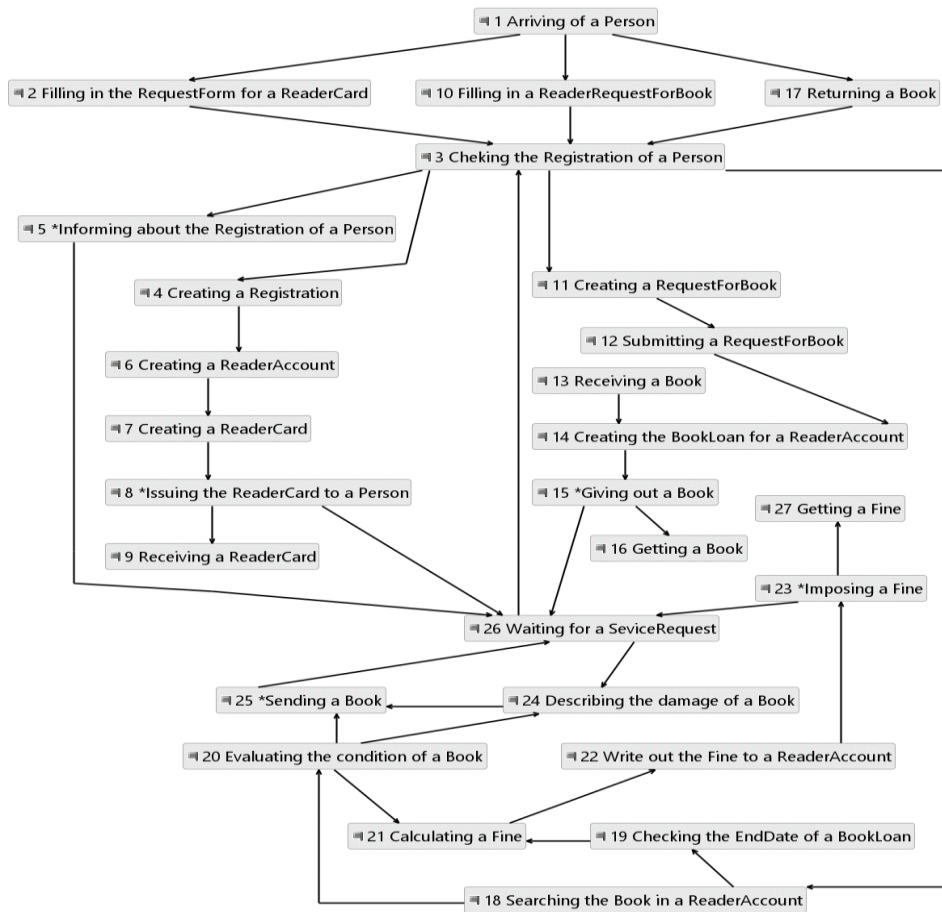 1 Arriving of a Person
2 Filling in the RequestForm for a ReaderCard
10 Filling in a ReaderRequestForBook
17 Returning a Book
3 Cheking the Registration of a Person
5 *Informing about the Registration of a Person
4 Creating a Registration
11 Creating a RequestForBook
12 Submitting a RequestForBook
6 Creating a ReaderAccount
13 Receiving a Book
7 Creating a ReaderCard
14 Creating the BookLoan for a ReaderAccount
8 *Issuing the ReaderCard to a Person
15 *Giving out a Book
27 Getting a Fine
16 Getting a Book
9 Receiving a ReaderCard
23 *Imposing a Fine
26 Waiting for a SeviceRequest
25 *Sending a Book
24 Describing the damage of a Book
20 Evaluating the condition of a Book
22 Write out the Fine to a ReaderAccount
21 Calculating a Fine
19 Checking the EndDate of a BookLoan
18 Searching the Book in a ReaderAccount